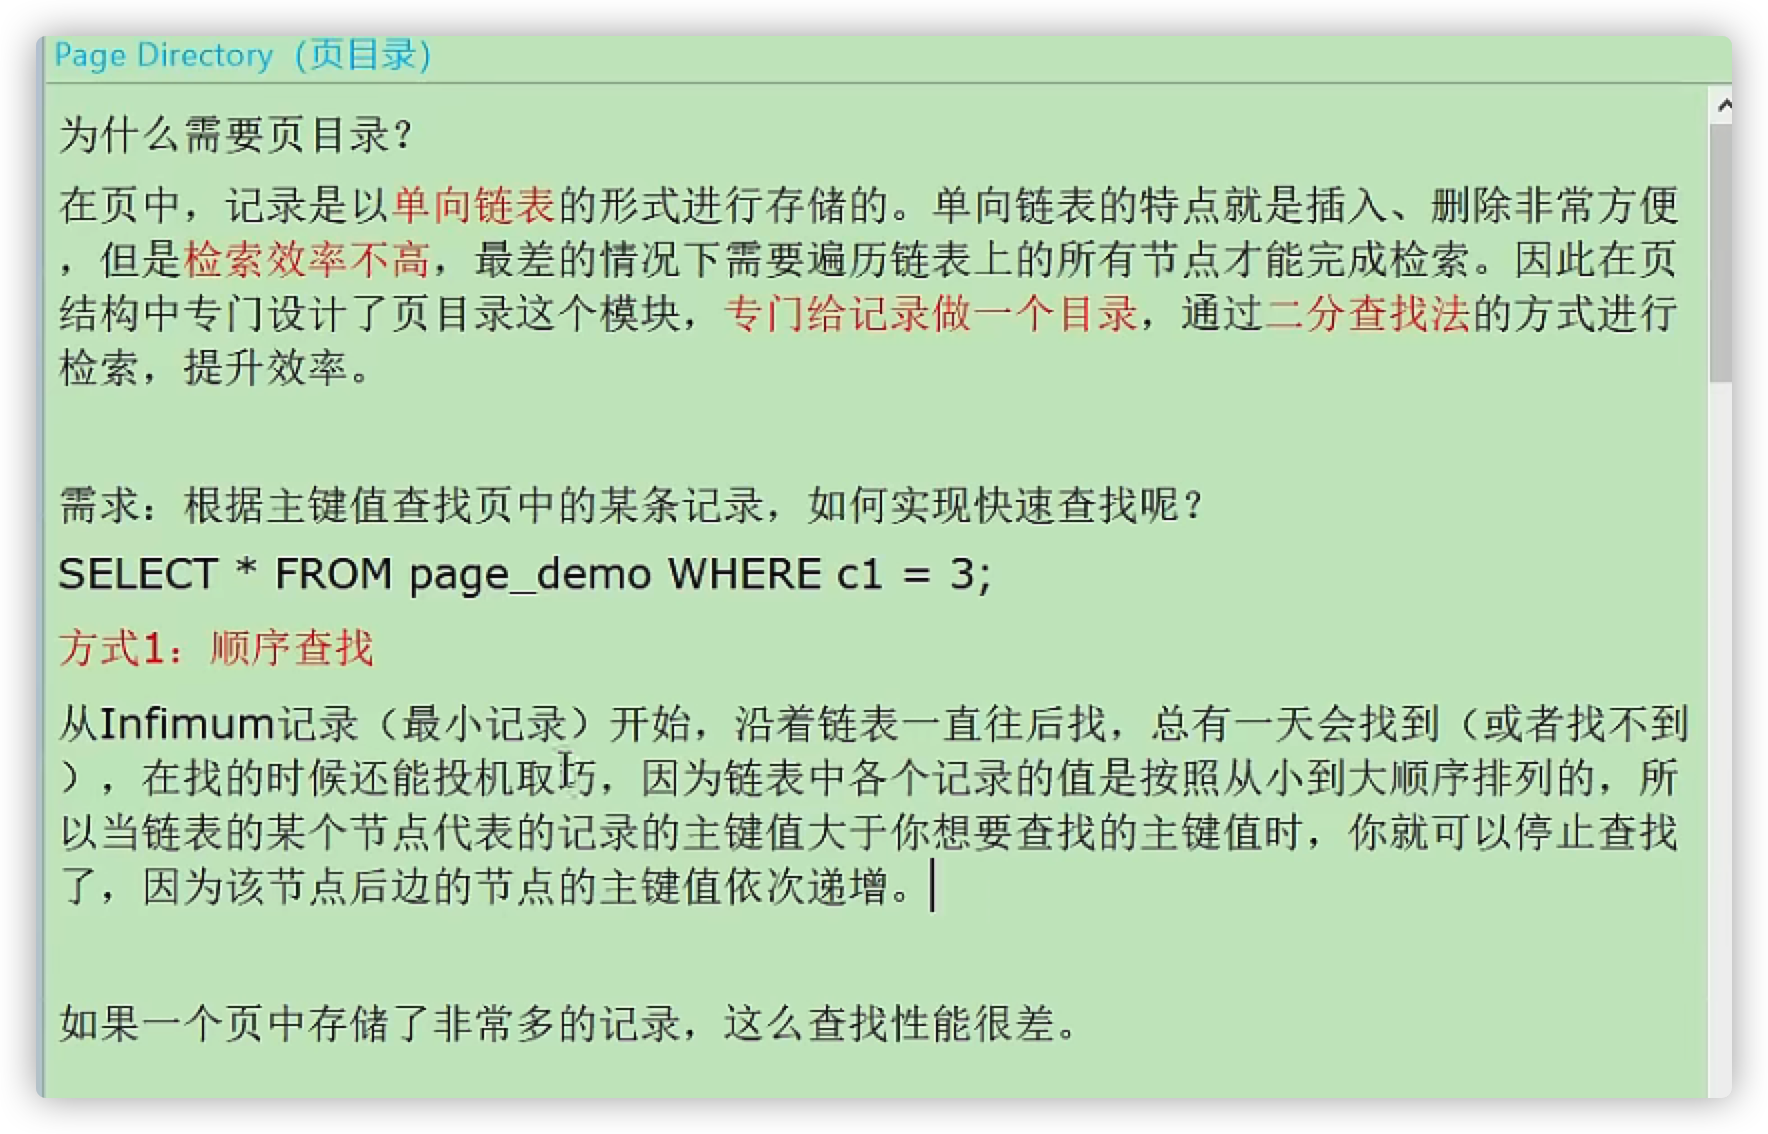 Page Directory（页目录）
为什么需要页目录？
在页中，记录是以单向链表的形式进行存储的。单向链表的特点就是插入、删除非常方便
，但是检索效率不高，最差的情况下需要遍历链表上的所有节点才能完成检索。因此在页
结构中专门设计了页目录这个模块，专门给记录做一个目录，通过二分查找法的方式进行
检索，提升效率。
需求：根据主键值查找页中的某条记录，如何实现快速查找呢？
SELECT * FROM page_demo WHERE c1 = 3;
方式1：顺序查找
从Infimum记录（最小记录）开始，沿着链表一直往后找，总有一天会找到（或者找不到
），在找的时候还能投机取巧，因为链表中各个记录的值是按照从小到大顺序排列的，所
以当链表的某个节点代表的记录的主键值大于你想要查找的主键值时，你就可以停止查找
了，因为该节点后边的节点的主键值依次递增。
如果一个页中存储了非常多的记录，这么查找性能很差。